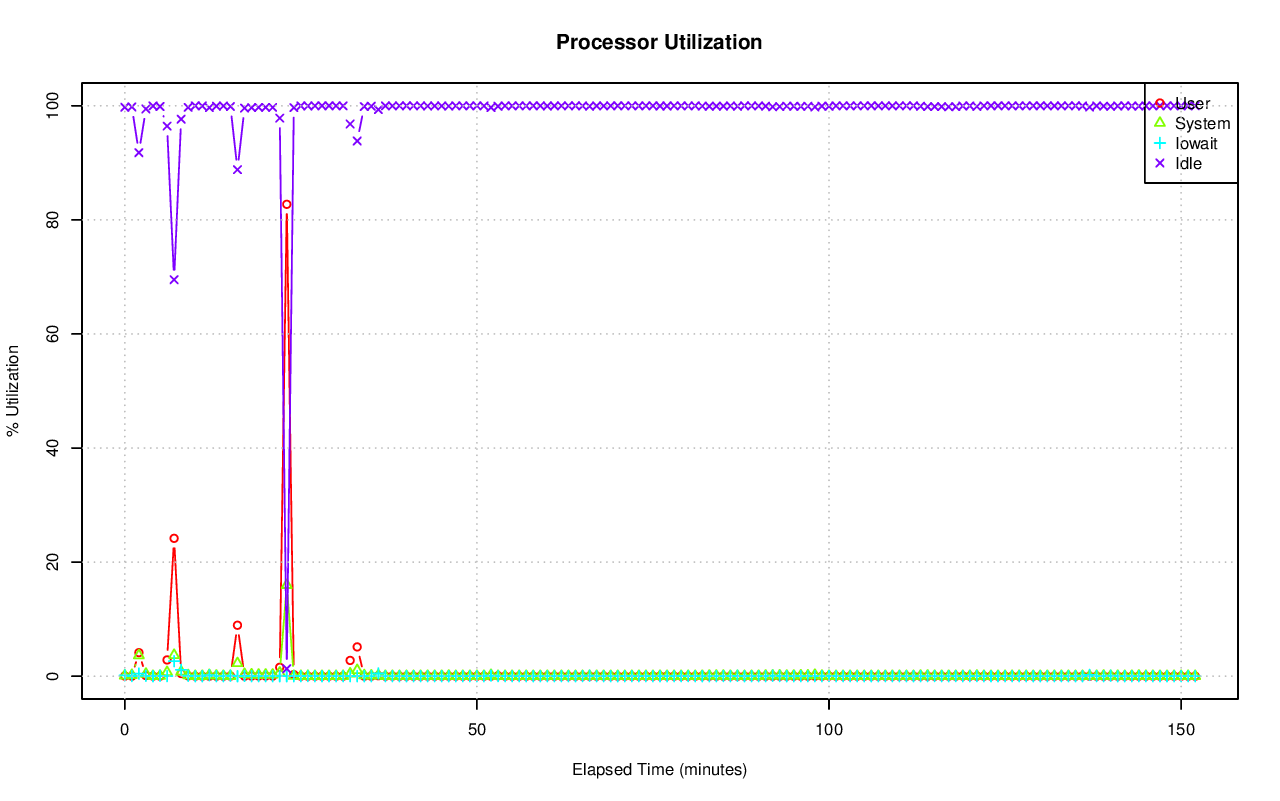 Processor Utilization
% Utilization
100
80
60
40
20
0
User
System
Iowait
Idle
0 50 100 150
Elapsed Time (minutes)